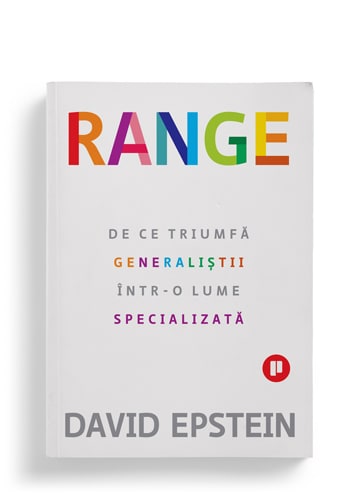 RANGE
DE CE TRIUMFĂ
GENERALIȘTII
ÎNTR-O LUME
SPECIALIZATĂ
P
DAVID EPSTEIN